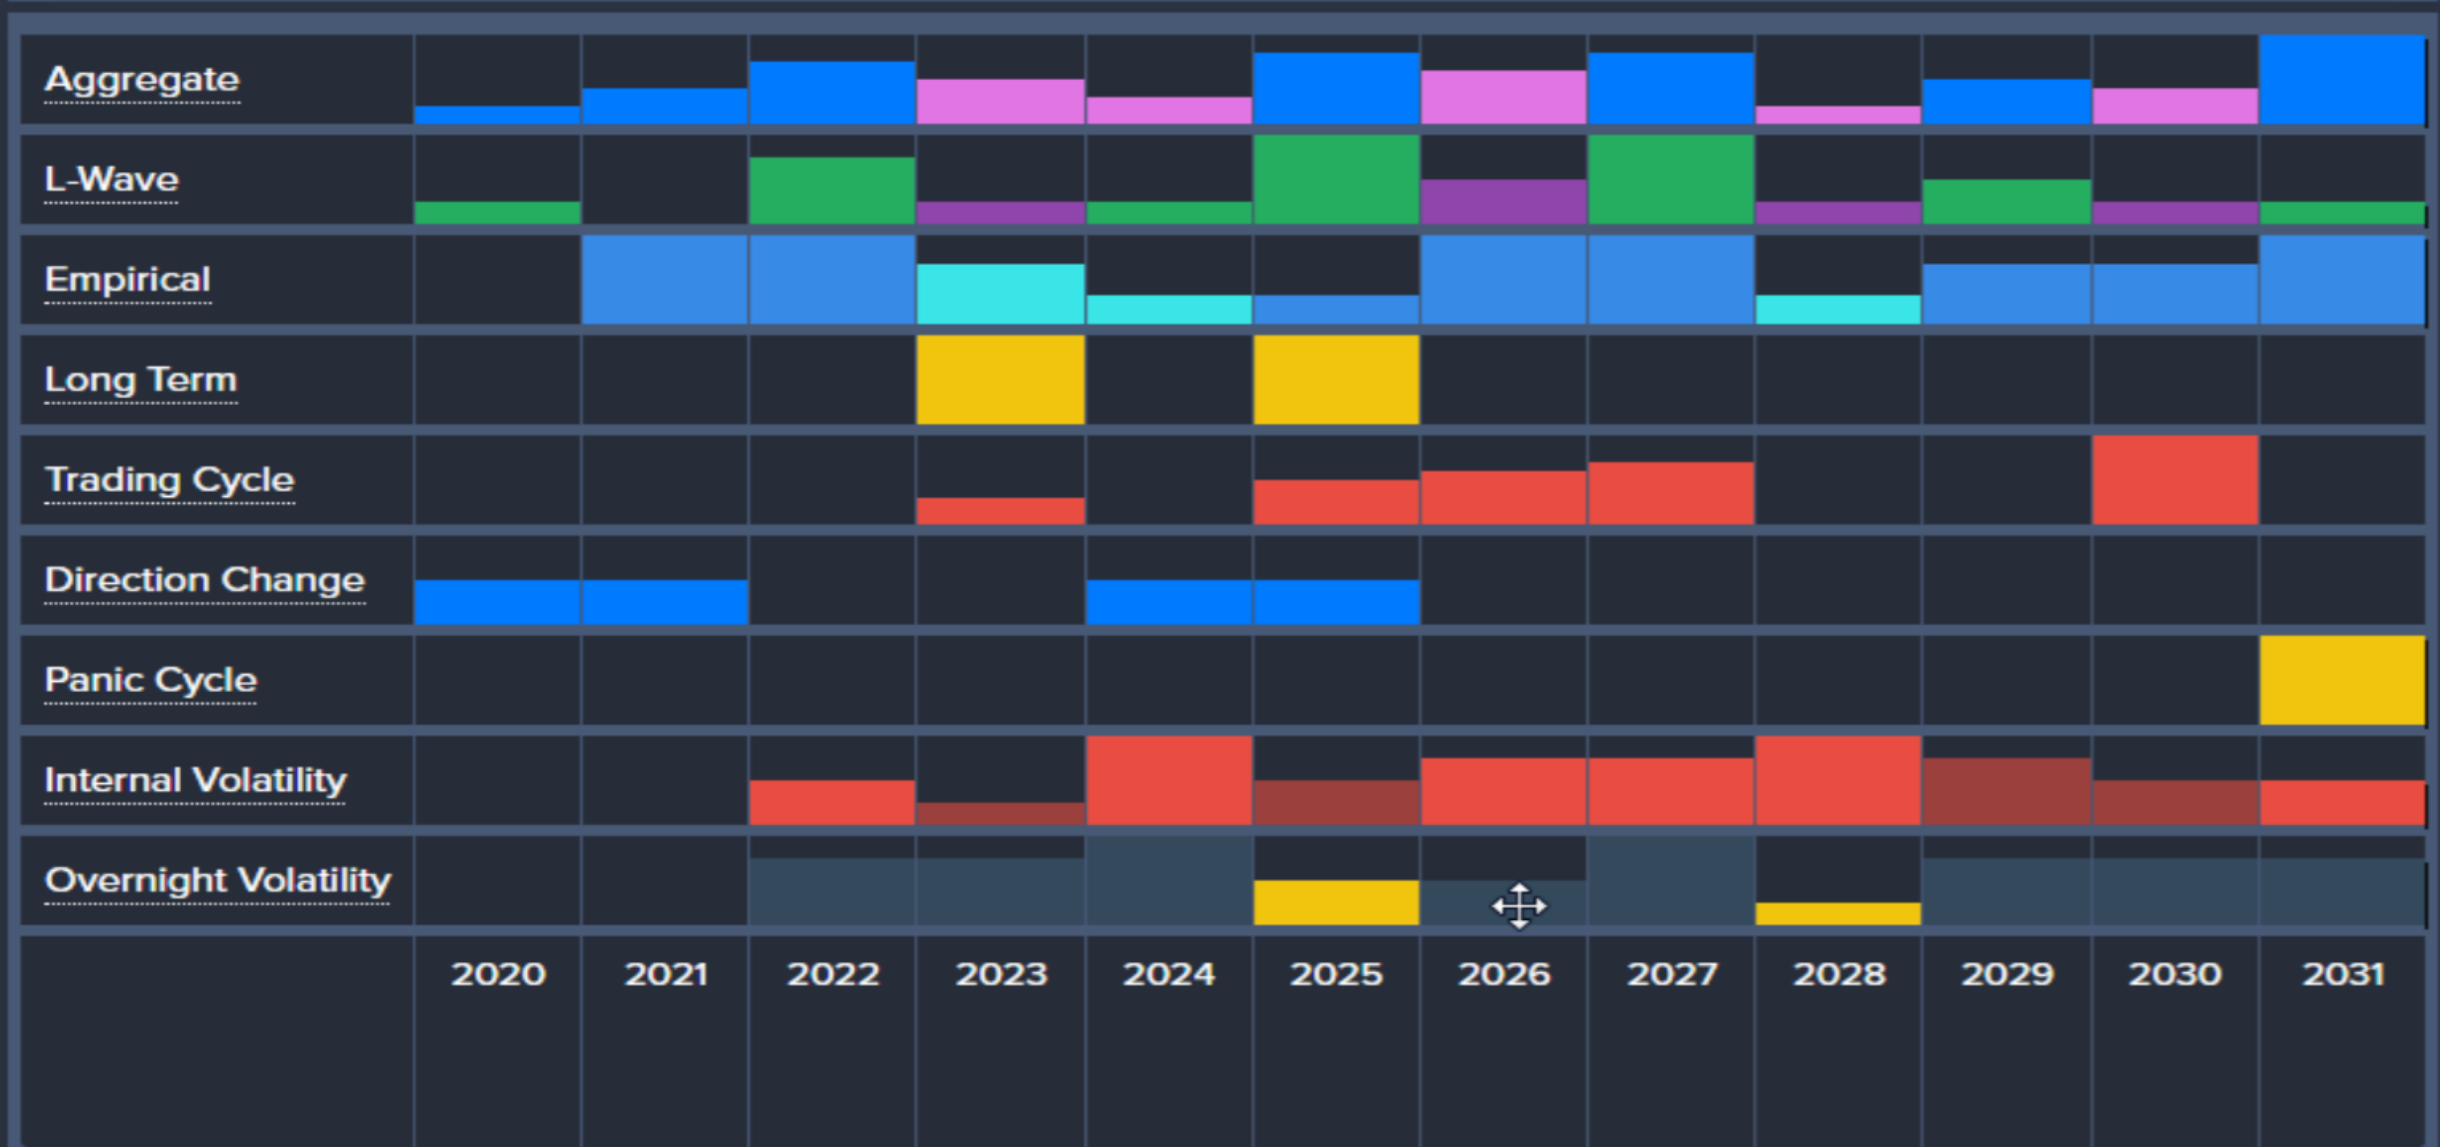 Aggregate
L-Wave
Empirical
Long Term
Trading Cycle
Direction Change
Panic Cycle
Internal Volatility
Overnight Volatility
2020 2021 2022 2023 2024 2025 2026 2027 2028 2029 2030 2031